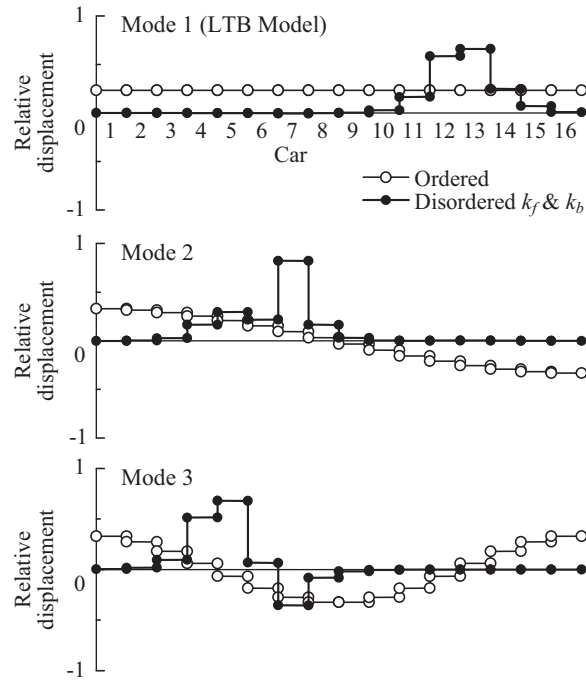 1
Mode 1 (LTB Model)
Relative
displacement
0
1 2 3 4 5 6 7 8 9 10 11 12 13 14 15 16
Car
Ordered
Disordered k_f & k_b
-1
1
Mode 2
Relative
displacement
0
-1
1
Mode 3
Relative
displacement
0
-1